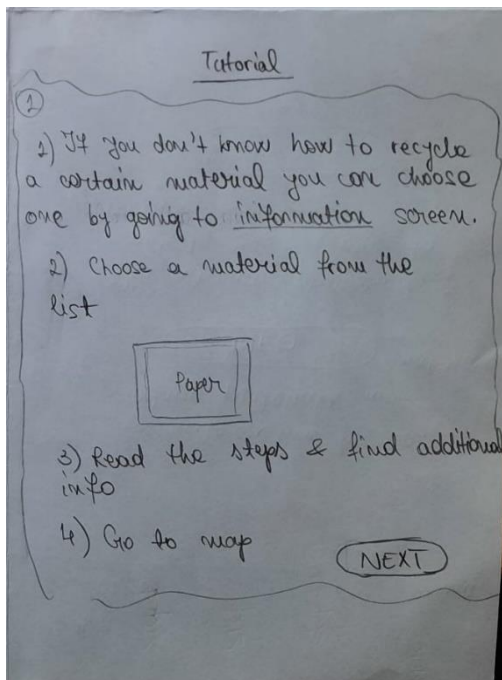 Tutorial
1
1) If you don't know how to recycle
a certain material you can choose
one by going to information screen.
2) Choose a material from the
list
Paper
3) Read the steps & find additional
info
4) Go to map
NEXT